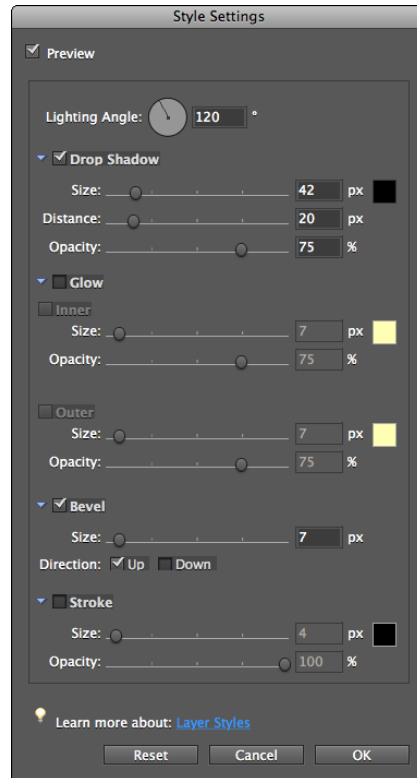 Style Settings
Preview
Lighting Angle: 120 °
Drop Shadow
Size: 42 px
Distance: 20 px
Opacity: 75 %
Glow
Inner
Size: 7 px
Opacity: 75 %
Outer
Size: 7 px
Opacity: 75 %
Bevel
Size: 7 px
Direction: Up Down
Stroke
Size: 4 px
Opacity: 100 %
Learn more about: Layer Styles
Reset Cancel OK